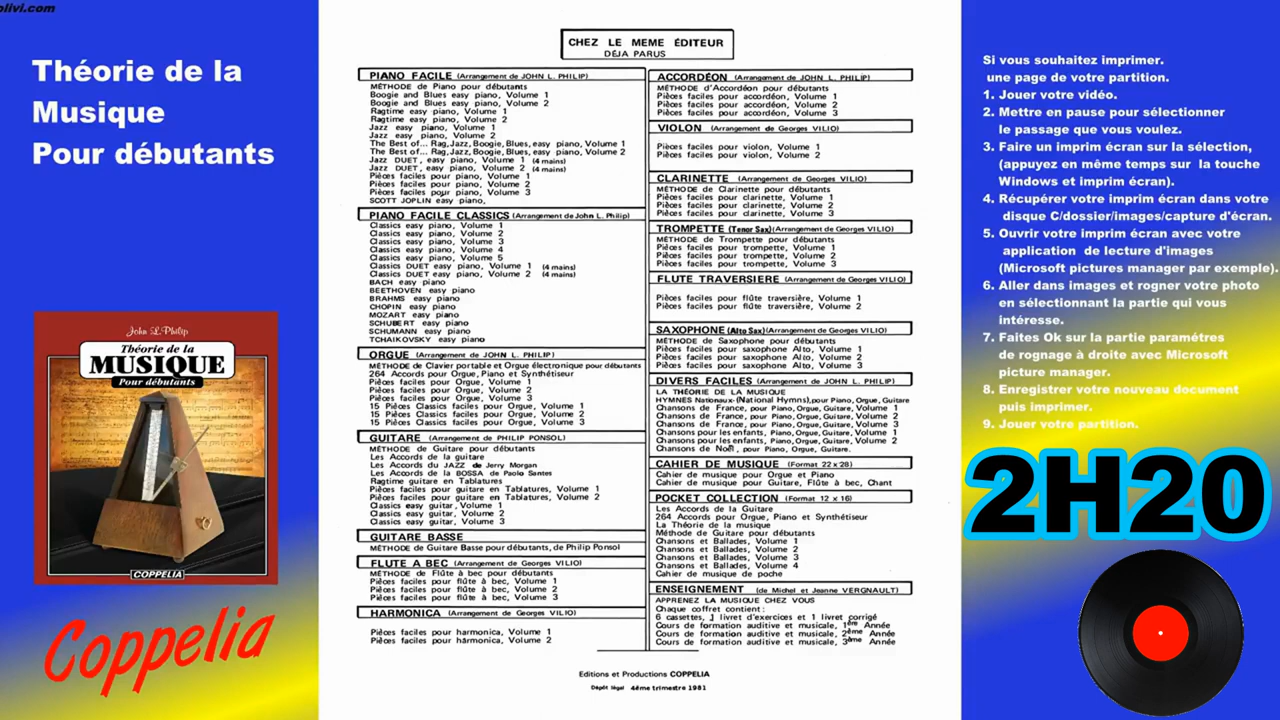 plivi.com
Théorie de la
Musique
Pour débutants
John L. Philip
Théorie de la
MUSIQUE
Pour débutants
COPPELIA
Coppelia
CHEZ LE MEME ÉDITEUR
DÉJA PARUS
PIANO FACILE (Arrangement de JOHN L. PHILIP)
MÉTHODE de Piano pour débutants
Boogie and Blues easy piano, Volume 1
Boogie and Blues easy piano, Volume 2
Ragtime easy piano, Volume 1
Ragtime easy piano, Volume 2
Jazz easy piano, Volume 1
Jazz easy piano, Volume 2
The Best of... Rag, Jazz, Boogie, Blues, easy piano, Volume 1
The Best of... Rag, Jazz, Boogie, Blues, easy piano, Volume 2
Jazz DUET, easy piano, Volume 1 (4 mains)
Jazz DUET, easy piano, Volume 2 (4 mains)
Pièces faciles pour piano, Volume 1
Pièces faciles pour piano, Volume 2
Pièces faciles pour piano, Volume 3
SCOTT JOPLIN easy piano,
PIANO FACILE CLASSICS (Arrangement de John L. Philip)
Classics easy piano, Volume 1
Classics easy piano, Volume 2
Classics easy piano, Volume 3
Classics easy piano, Volume 4
Classics easy piano, Volume 5
Classics DUET easy piano, Volume 1 (4 mains)
Classics DUET easy piano, Volume 2 (4 mains)
BACH easy piano
BEETHOVEN easy piano
BRAHMS easy piano
CHOPIN easy piano
MOZART easy piano
SCHUBERT easy piano
SCHUMANN easy piano
TCHAIKOVSKY easy piano
ORGUE (Arrangement de JOHN L. PHILIP)
MÉTHODE de Clavier portable et Orgue électronique pour débutants
264 Accords pour Orgue, Piano et Synthétiseur
Pièces faciles pour Orgue, Volume 1
Pièces faciles pour Orgue, Volume 2
Pièces faciles pour Orgue, Volume 3
15 Pièces Classics faciles pour Orgue, Volume 1
15 Pièces Classics faciles pour Orgue, Volume 2
15 Pièces Classics faciles pour Orgue, Volume 3
GUITARE (Arrangement de PHILIP PONSOL)
MÉTHODE de Guitare pour débutants
Les Accords de la guitare
Les Accords du JAZZ de Jerry Morgan
Les Accords de la BOSSA de Paolo Santes
Ragtime guitare en Tablatures
Pièces faciles pour guitare en Tablatures, Volume 1
Pièces faciles pour guitare en Tablatures, Volume 2
Classics easy guitar, Volume 1
Classics easy guitar, Volume 2
Classics easy guitar, Volume 3
GUITARE BASSE
MÉTHODE de Guitare Basse pour débutants, de Philip Ponsol
FLUTE A BEC (Arrangement de Georges VILIO)
MÉTHODE de Flûte à bec pour débutants
Pièces faciles pour flûte à bec, Volume 1
Pièces faciles pour flûte à bec, Volume 2
Pièces faciles pour flûte à bec, Volume 3
HARMONICA (Arrangement de Georges VILIO)
Pièces faciles pour harmonica, Volume 1
Pièces faciles pour harmonica, Volume 2
ACCORDÉON (Arrangement de JOHN L. PHILIP)
MÉTHODE d'Accordéon pour débutants
Pièces faciles pour accordéon, Volume 1
Pièces faciles pour accordéon, Volume 2
Pièces faciles pour accordéon, Volume 3
VIOLON (Arrangement de Georges VILIO)
Pièces faciles pour violon, Volume 1
Pièces faciles pour violon, Volume 2
CLARINETTE (Arrangement de Georges VILIO)
MÉTHODE de Clarinette pour débutants
Pièces faciles pour clarinette, Volume 1
Pièces faciles pour clarinette, Volume 2
Pièces faciles pour clarinette, Volume 3
TROMPETTE (Tenor Sax) (Arrangement de Georges VILIO)
MÉTHODE de Trompette pour débutants
Pièces faciles pour trompette, Volume 1
Pièces faciles pour trompette, Volume 2
Pièces faciles pour trompette, Volume 3
FLUTE TRAVERSIERE (Arrangement de Georges VILIO)
Pièces faciles pour flûte traversière, Volume 1
Pièces faciles pour flûte traversière, Volume 2
SAXOPHONE (Alto Sax) (Arrangement de Georges VILIO)
MÉTHODE de Saxophone pour débutants
Pièces faciles pour saxophone Alto, Volume 1
Pièces faciles pour saxophone Alto, Volume 2
Pièces faciles pour saxophone Alto, Volume 3
DIVERS FACILES (Arrangement de JOHN L. PHILIP)
LA THÉORIE DE LA MUSIQUE
HYMNES Nationaux-(National Hymns), pour Piano, Orgue, Guitare
Chansons de France, pour Piano, Orgue, Guitare, Volume 1
Chansons de France, pour Piano, Orgue, Guitare, Volume 2
Chansons de France, pour Piano, Orgue, Guitare, Volume 3
Chansons pour les enfants, Piano, Orgue, Guitare, Volume 1
Chansons pour les enfants, Piano, Orgue, Guitare, Volume 2
Chansons de Noël, pour Piano, Orgue, Guitare.
CAHIER DE MUSIQUE (Format 22 x 28)
Cahier de musique pour Orgue et Piano
Cahier de musique pour Guitare, Flûte à bec, Chant
POCKET COLLECTION (Format 12 x 16)
Les Accords de la Guitare
264 Accords pour Orgue, Piano et Synthétiseur
La Théorie de la musique
Méthode de Guitare pour débutants
Chansons et Ballades, Volume 1
Chansons et Ballades, Volume 2
Chansons et Ballades, Volume 3
Chansons et Ballades, Volume 4
Cahier de musique de poche
ENSEIGNEMENT (de Michel et Jeanne VERGNAULT)
APPRENEZ LA MUSIQUE CHEZ VOUS
Chaque coffret contient :
6 cassettes, 1 livret d'exercices et 1 livret corrigé
Cours de formation auditive et musicale, 1ère Année
Cours de formation auditive et musicale, 2ème Année
Cours de formation auditive et musicale, 3ème Année
Editions et Productions COPPELIA
Dépôt légal 4ème trimestre 1981
Si vous souhaitez imprimer.
une page de votre partition.
1. Jouer votre vidéo.
2. Mettre en pause pour sélectionner
le passage que vous voulez.
3. Faire un imprim écran sur la sélection,
(appuyez en même temps sur la touche
Windows et imprim écran).
4. Récupérer votre imprim écran dans votre
disque C/dossier/images/capture d'écran.
5. Ouvrir votre imprim écran avec votre
application de lecture d'images
(Microsoft pictures manager par exemple).
6. Aller dans images et rogner votre photo
en sélectionnant la partie qui vous
intéresse.
7. Faites Ok sur la partie paramétres
de rognage à droite avec Microsoft
picture manager.
8. Enregistrer votre nouveau document
puis imprimer.
9. Jouer votre partition.
2H20